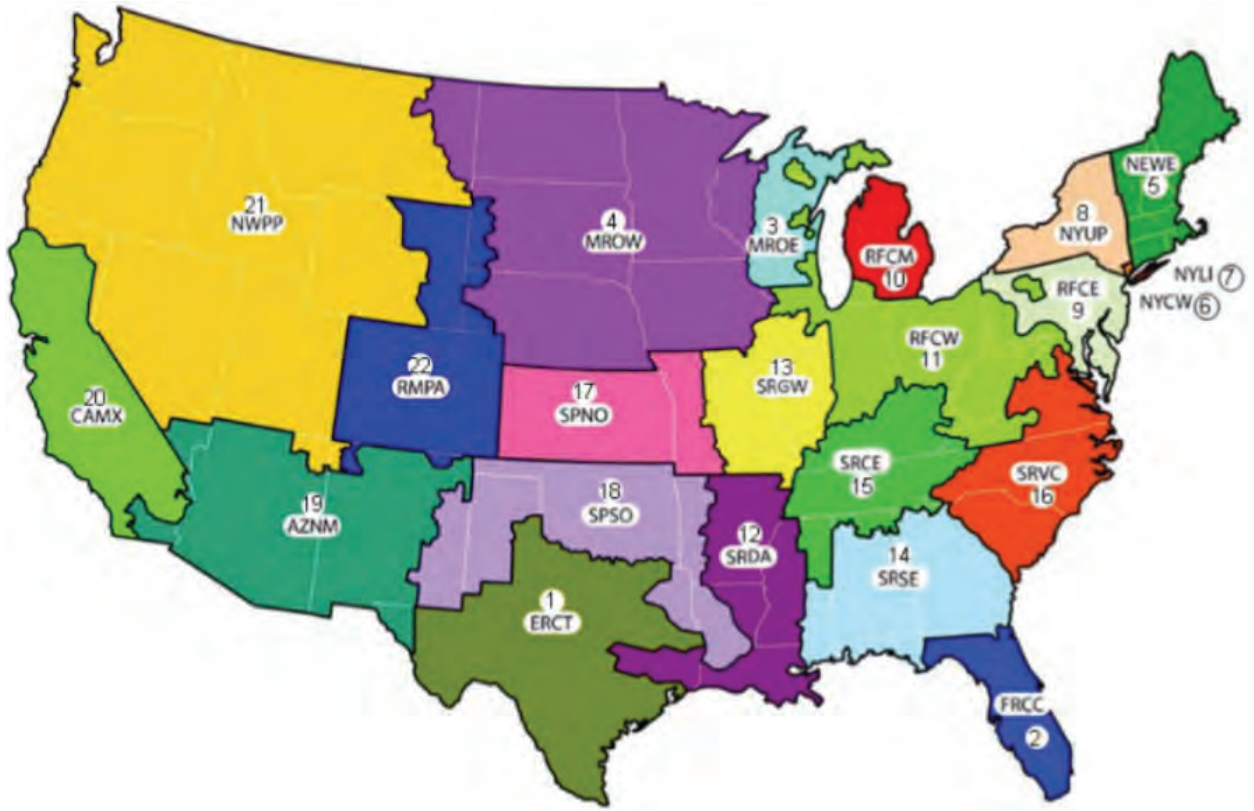 NEWE
5
21
NWPP
8
NYUP
4
MROW
3
MROE
RFCM
10
NYLI 7
RFCE
9
NYCW 6
RFCW
11
22
RMPA
13
SRGW
17
SPNO
20
CAMX
SRCE
15
SRVC
16
18
SPSO
19
AZNM
12
SRDA
14
SRSE
1
ERCT
FRCC
2